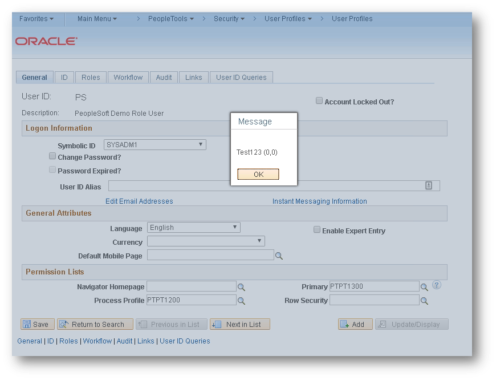 Favorites Main Menu > PeopleTools > Security > User Profiles > User Profiles
ORACLE
General ID Roles Workflow Audit Links User ID Queries
User ID: PS Account Locked Out?
Description: PeopleSoft Demo Role User
Message
Test123 (0,0)
OK
Logon Information
Symbolic ID SYSADM1
Change Password?
Password Expired?
User ID Alias
Edit Email Addresses Instant Messaging Information
General Attributes
Language English Enable Expert Entry
Currency
Default Mobile Page
Permission Lists
Navigator Homepage Primary PTPT1300
Process Profile PTPT1200 Row Security
Save Return to Search Previous in List Next in List Add Update/Display
General | ID | Roles | Workflow | Audit | Links | User ID Queries